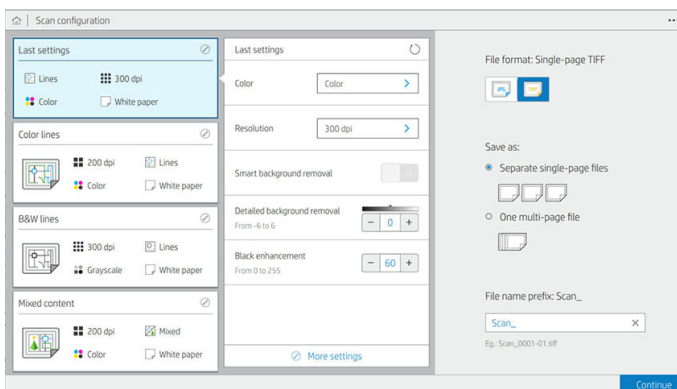 Scan configuration
Last settings
Lines
300 dpi
Color
White paper
Color lines
200 dpi
Lines
Color
White paper
B&W lines
300 dpi
Lines
Grayscale
White paper
Mixed content
200 dpi
Mixed
Color
White paper
Last settings
Color
Color
Resolution
300 dpi
Smart background removal
Detailed background removal
From -6 to 6
− 0 +
Black enhancement
From 0 to 255
− 60 +
More settings
File format: Single-page TIFF
JPG
TIFF
Save as:
Separate single-page files
One multi-page file
File name prefix: Scan_
Scan_
Eg.: Scan_0001-01.tiff
Continue